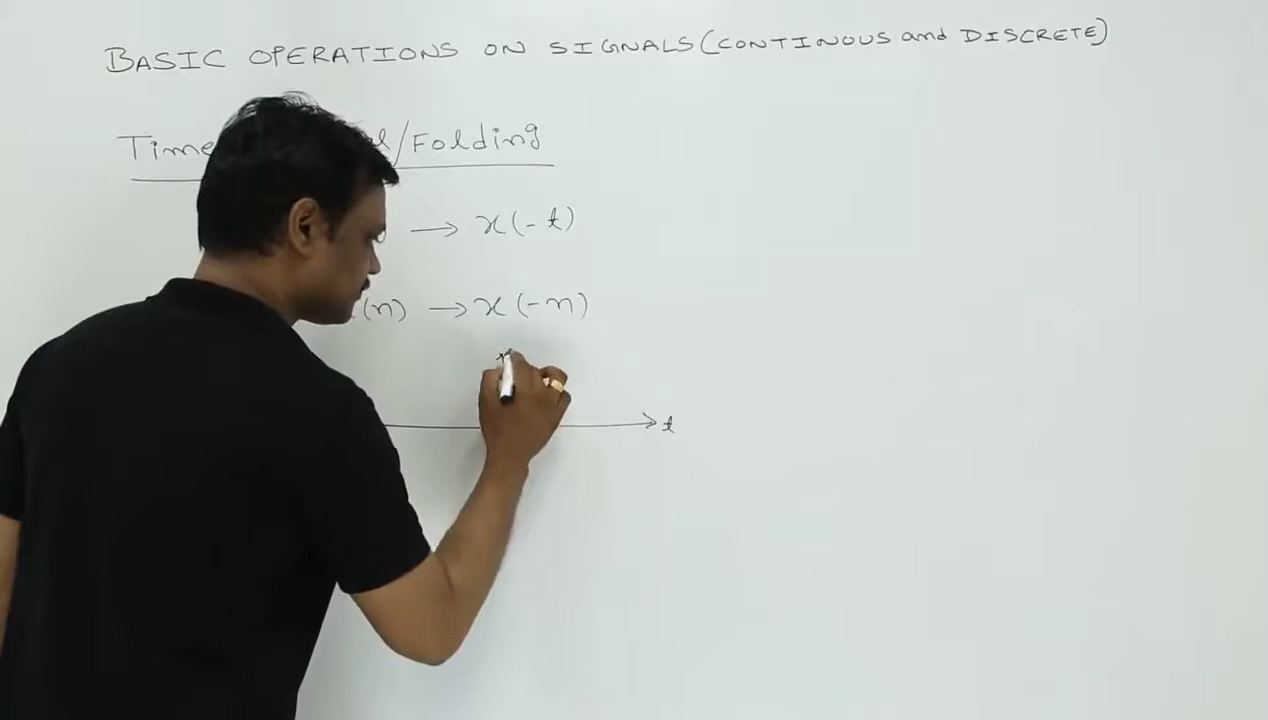 BASIC OPERATIONS ON SIGNALS (CONTINOUS and DISCRETE)
Time /Folding
→ x(-t)
(n) → x(-n)
t